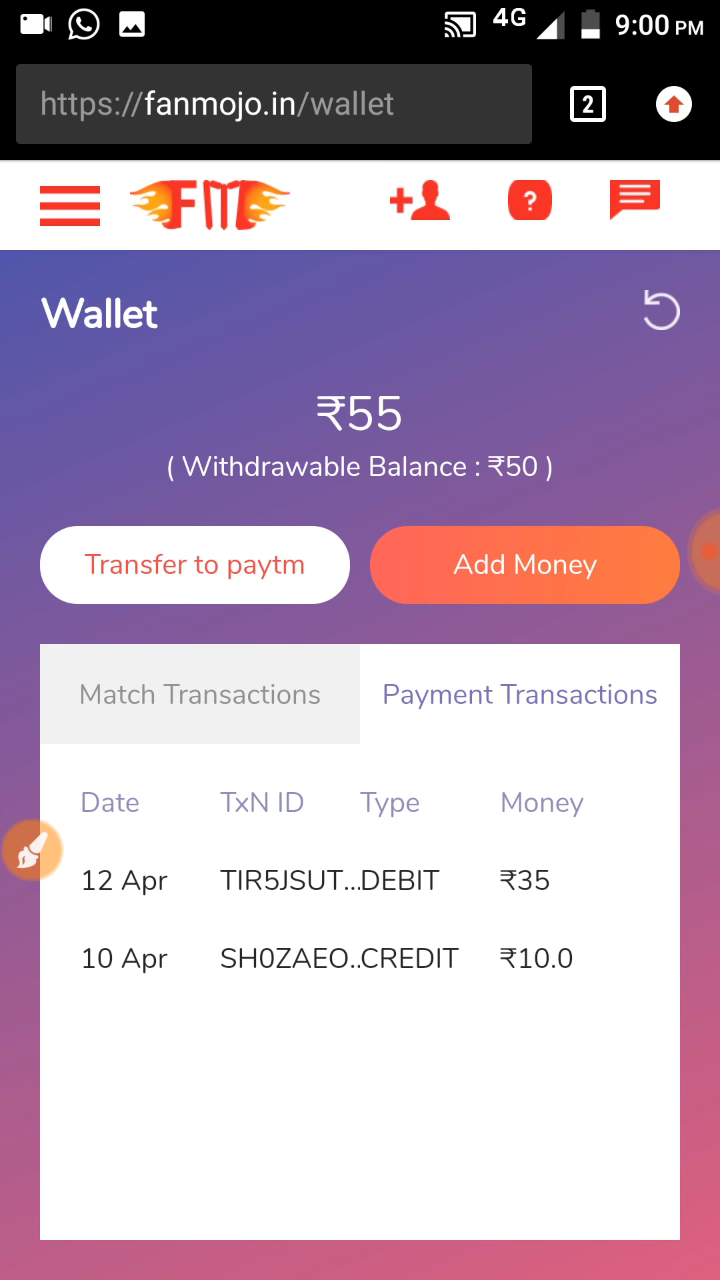 4G 9:00 PM
https://fanmojo.in/wallet 2
FM ?
Wallet
₹55
( Withdrawable Balance : ₹50 )
Transfer to paytm Add Money
Match Transactions Payment Transactions
Date TxN ID Type Money
12 Apr TIR5JSUT... DEBIT ₹35
10 Apr SH0ZAEO.. CREDIT ₹10.0